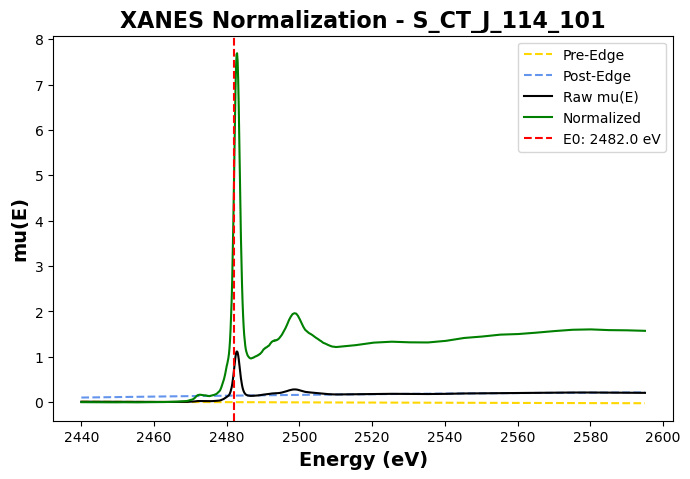 XANES Normalization - S_CT_J_114_101
mu(E)
8
7
6
5
4
3
2
1
0
Pre-Edge
Post-Edge
Raw mu(E)
Normalized
E0: 2482.0 eV
2440 2460 2480 2500 2520 2540 2560 2580 2600
Energy (eV)